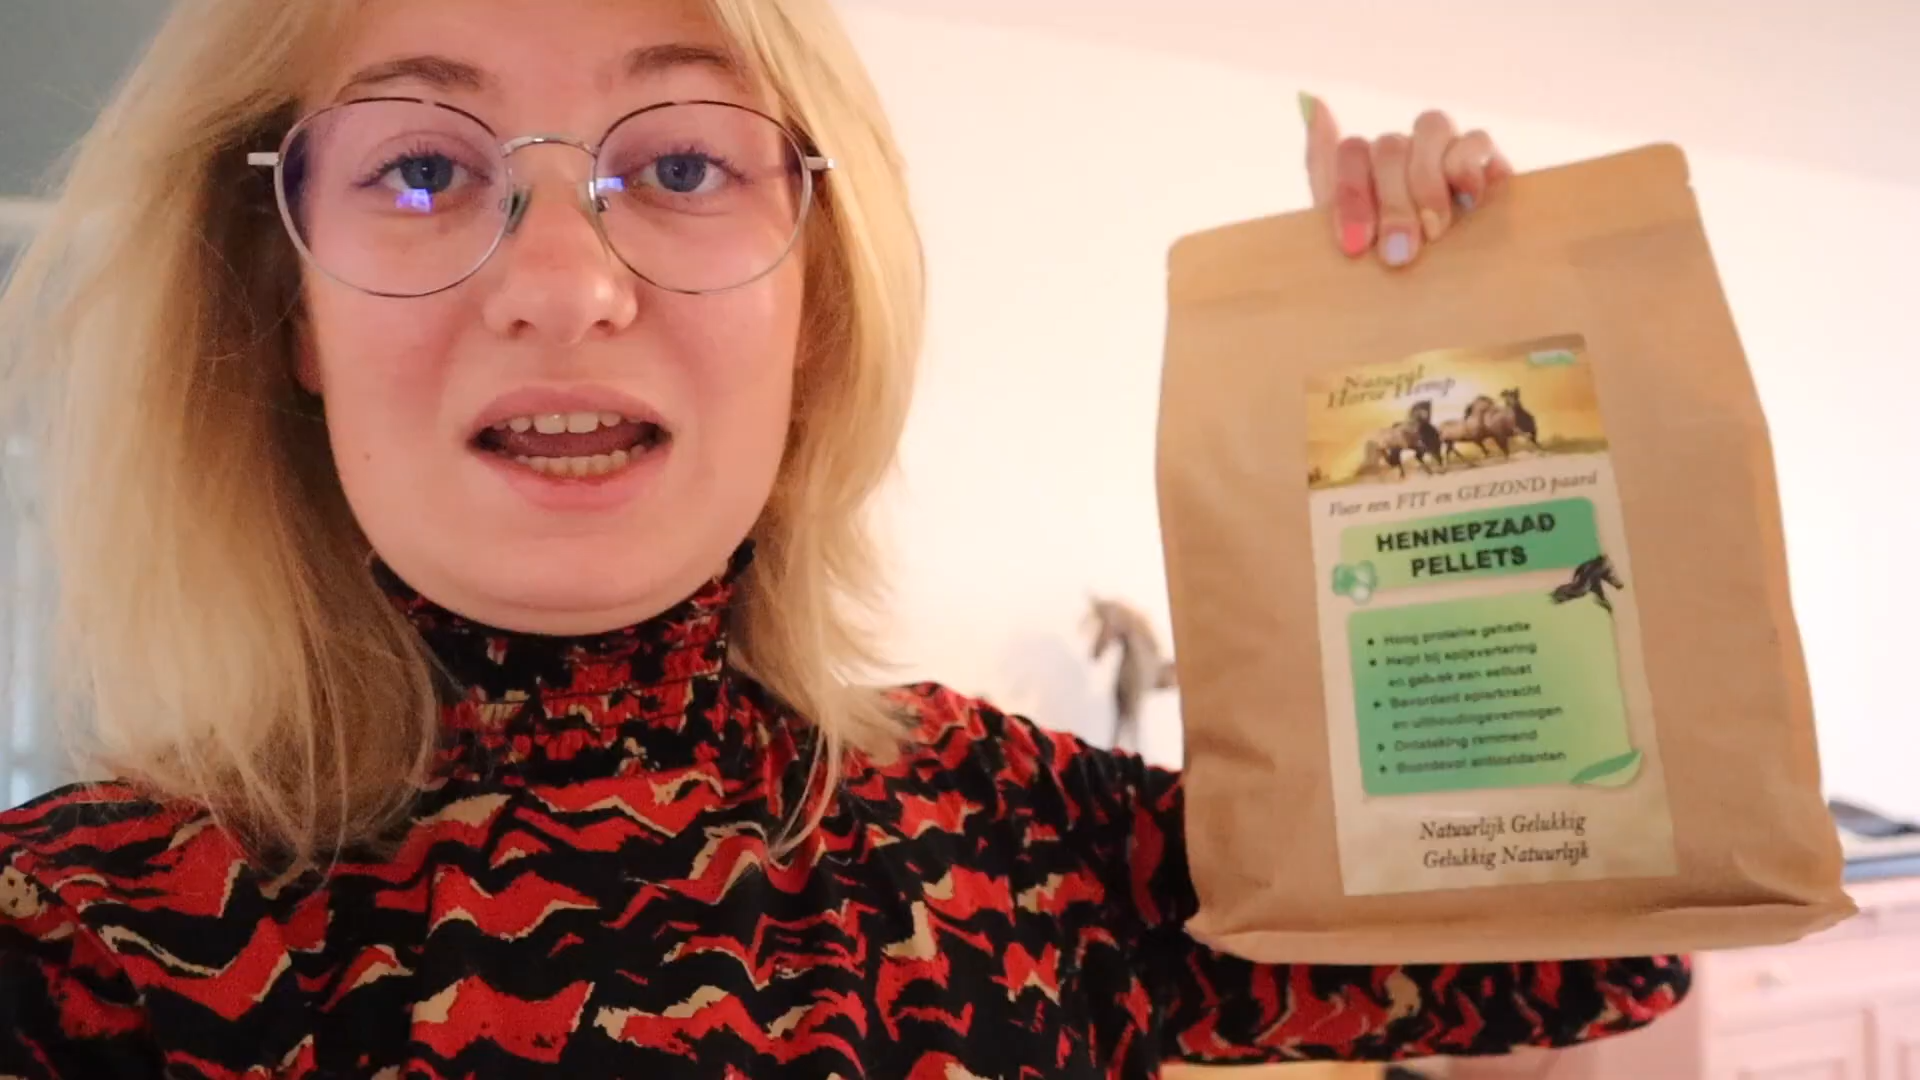 Natural
Horse Hemp
Voor een FIT en GEZOND paard
HENNEPZAAD
PELLETS
Hoog proteïne gehalte
Helpt bij spijsvertering
en gebrek aan eetlust
Bevordert spierkracht
en uithoudingsvermogen
Ontsteking remmend
Boordevol antioxidanten
Natuurlijk Gelukkig
Gelukkig Natuurlijk